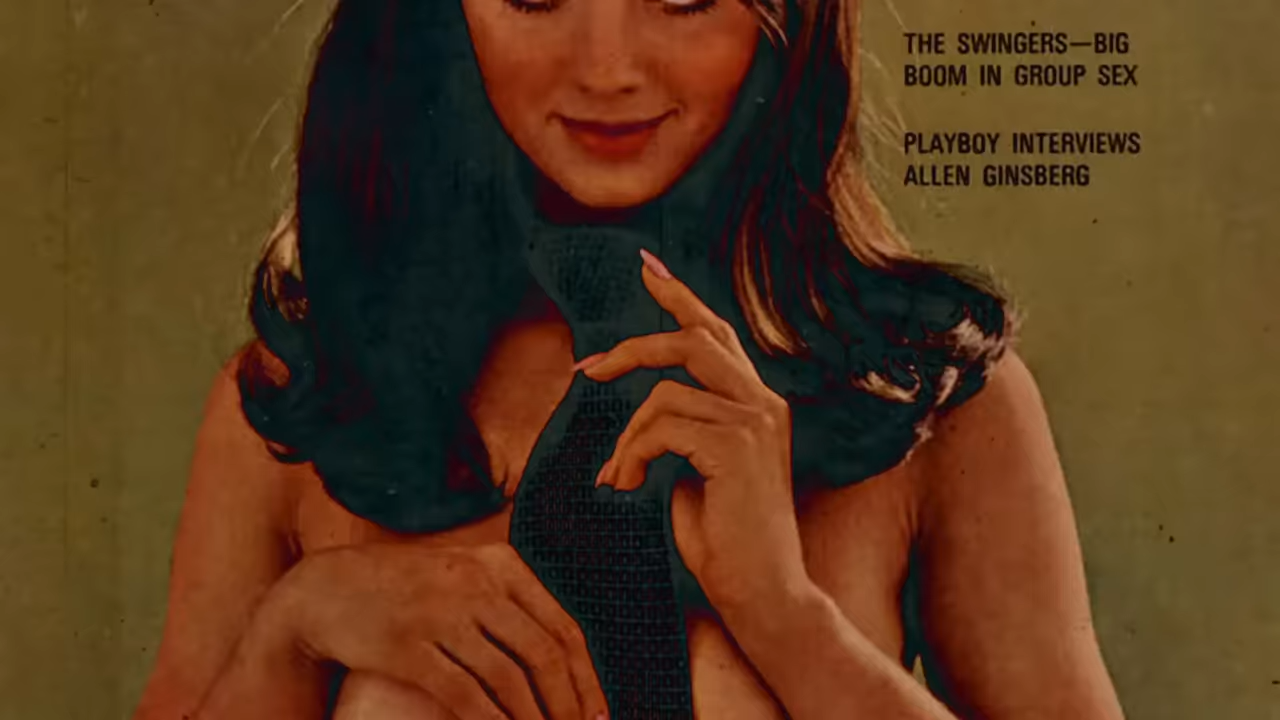 THE SWINGERS—BIG
BOOM IN GROUP SEX
PLAYBOY INTERVIEWS
ALLEN GINSBERG